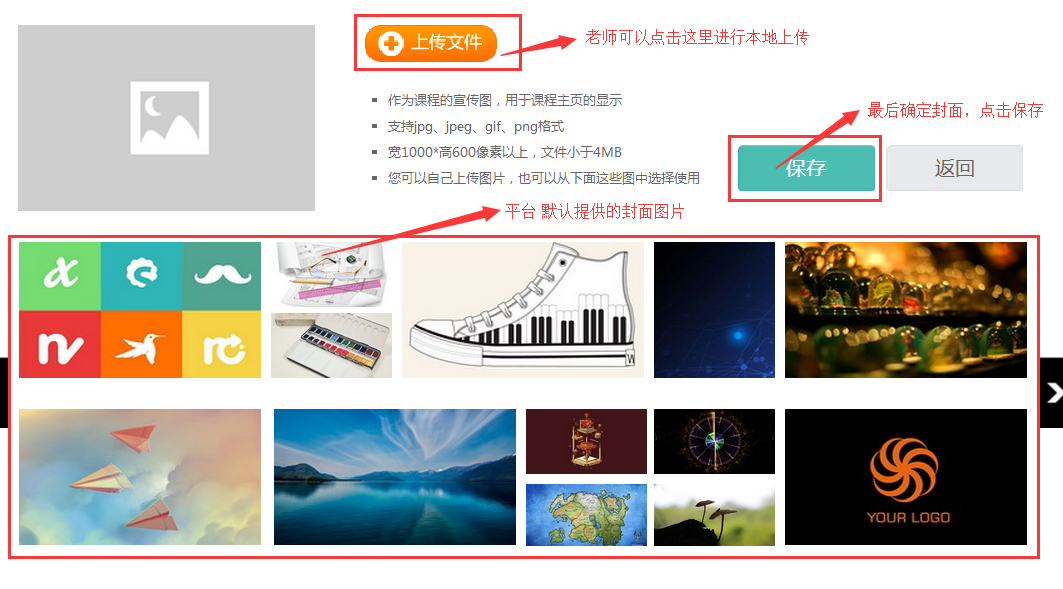 上传文件
老师可以点击这里进行本地上传
作为课程的宣传图，用于课程主页的显示
支持jpg、jpeg、gif、png格式
宽1000*高600像素以上，文件小于4MB
您可以自己上传图片，也可以从下面这些图中选择使用
最后确定封面，点击保存
保存
返回
平台 默认提供的封面图片
W
YOUR LOGO